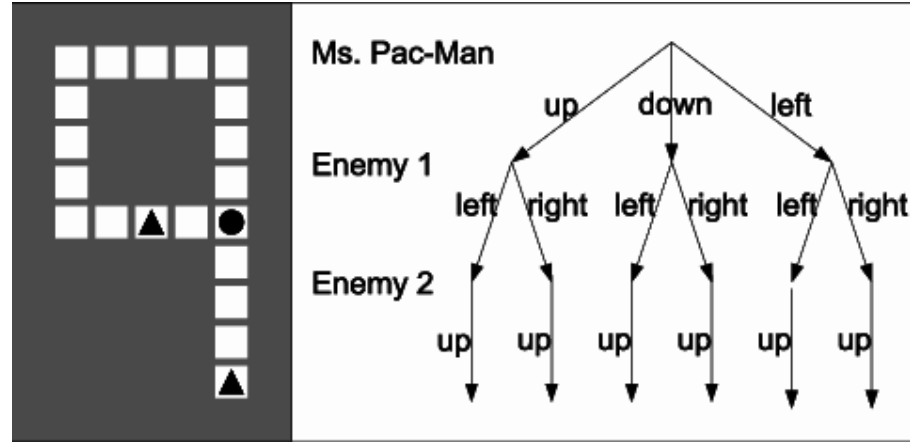 Ms. Pac-Man
up down left
Enemy 1
left right left right left right
Enemy 2
up up up up up up